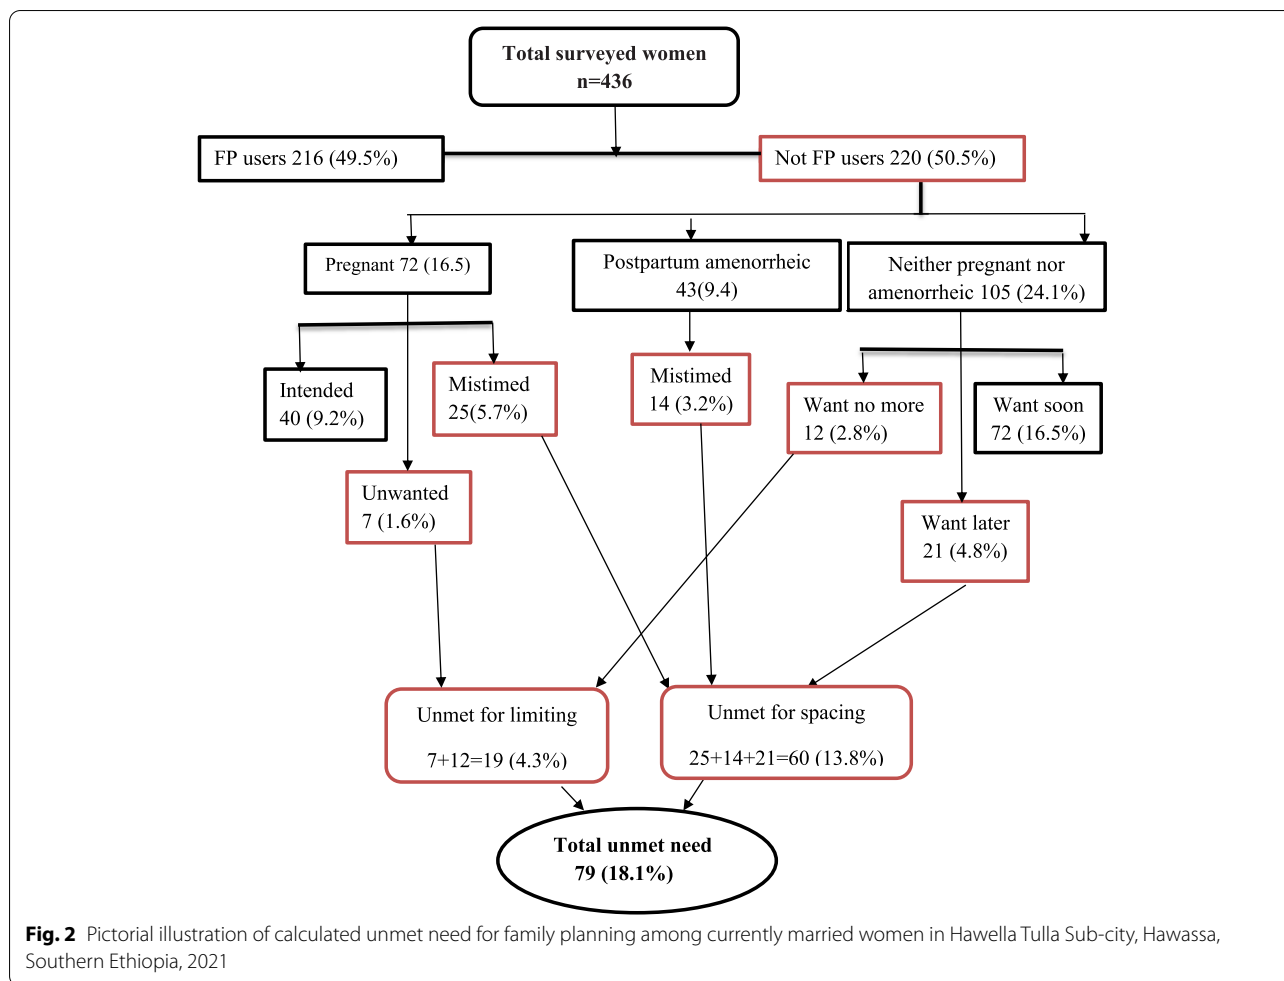 Total surveyed women
n=436
FP users 216 (49.5%)
Not FP users 220 (50.5%)
Pregnant 72 (16.5)
Postpartum amenorrheic
43(9.4)
Neither pregnant nor
amenorrheic 105 (24.1%)
Intended
40 (9.2%)
Mistimed
25(5.7%)
Mistimed
14 (3.2%)
Want no more
12 (2.8%)
Want soon
72 (16.5%)
Unwanted
7 (1.6%)
Want later
21 (4.8%)
Unmet for limiting
7+12=19 (4.3%)
Unmet for spacing
25+14+21=60 (13.8%)
Total unmet need
79 (18.1%)
Fig. 2 Pictorial illustration of calculated unmet need for family planning among currently married women in Hawella Tulla Sub-city, Hawassa,
Southern Ethiopia, 2021